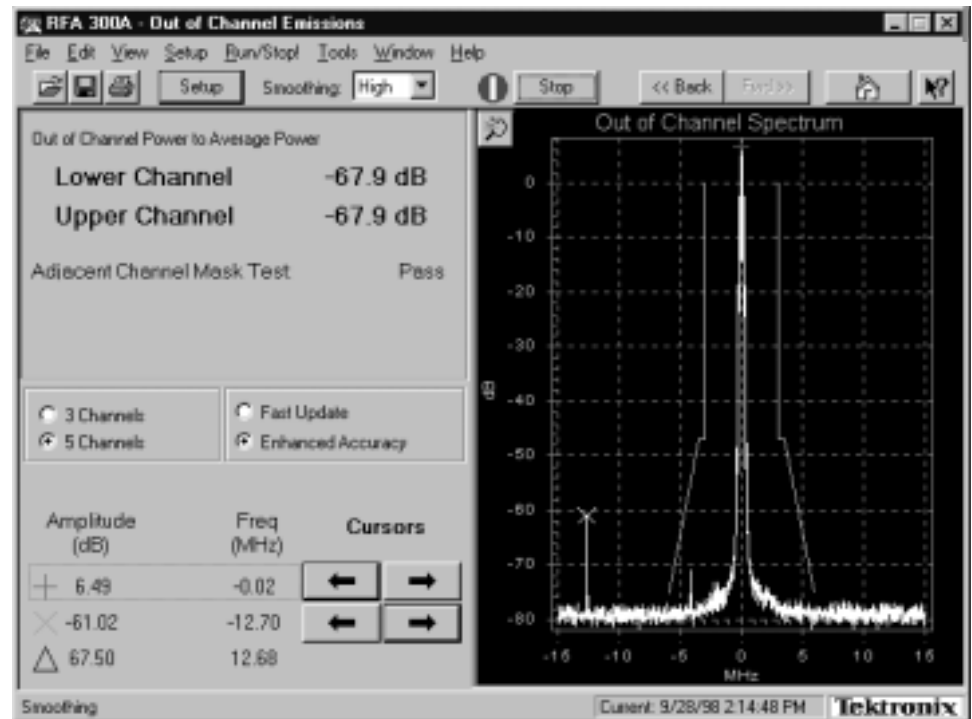 RFA 300A - Out of Channel Emissions
File Edit View Setup Run/Stop! Tools Window Help
Setup Smoothing: High Stop << Back Fwd >>
Out of Channel Power to Average Power
Lower Channel -67.9 dB
Upper Channel -67.9 dB
Adjacent Channel Mask Test Pass
3 Channels
5 Channels
Fast Update
Enhanced Accuracy
Amplitude (dB) Freq (MHz) Cursors
6.49 -0.02
-61.02 -12.70
67.50 12.68
Out of Channel Spectrum
0
-10
-20
-30
dB
-40
-50
-60
-70
-80
-15 -10 -5 0 5 10 15
MHz
Smoothing Current: 9/28/98 2:14:48 PM Tektronix